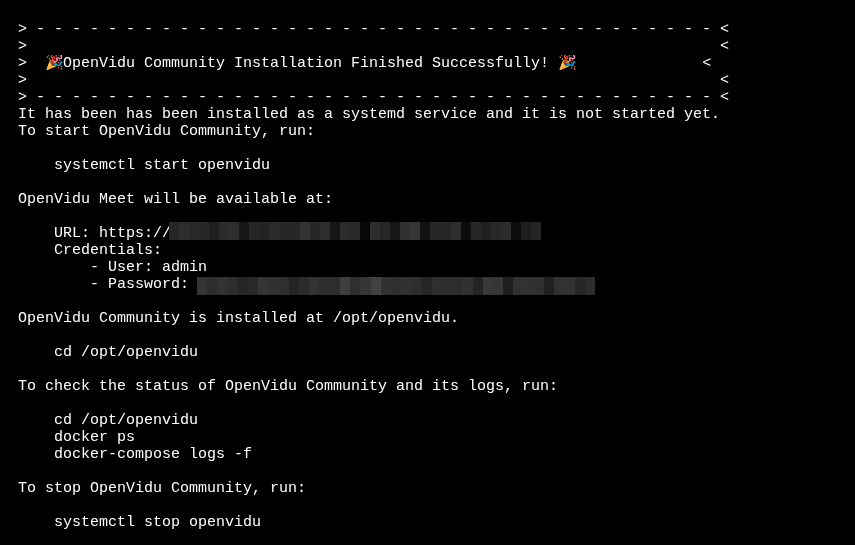 > - - - - - - - - - - - - - - - - - - - - - - - - - - - - - - - - - - - - - - <
> <
> 🎉OpenVidu Community Installation Finished Successfully! 🎉 <
> <
> - - - - - - - - - - - - - - - - - - - - - - - - - - - - - - - - - - - - - - <
It has been has been installed as a systemd service and it is not started yet.
To start OpenVidu Community, run:
systemctl start openvidu
OpenVidu Meet will be available at:
URL: https://
Credentials:
- User: admin
- Password:
OpenVidu Community is installed at /opt/openvidu.
cd /opt/openvidu
To check the status of OpenVidu Community and its logs, run:
cd /opt/openvidu
docker ps
docker-compose logs -f
To stop OpenVidu Community, run:
systemctl stop openvidu